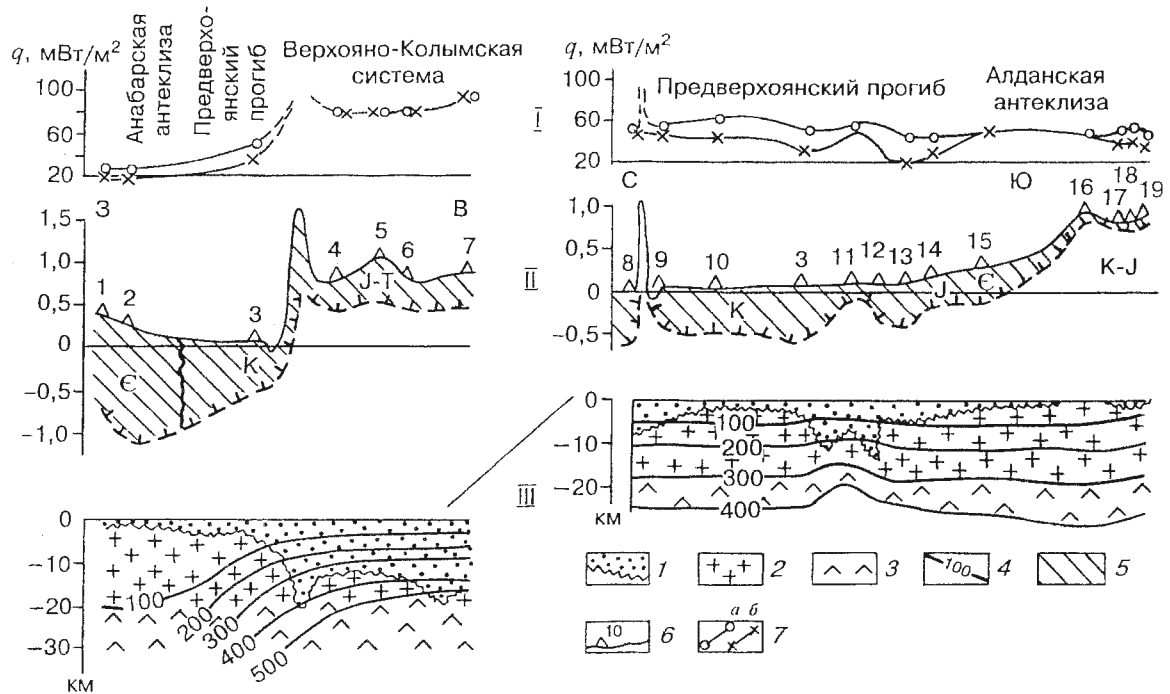 q, мВт/м²
100
60
20
Анабарская
антеклиза
Предверхо-
янский
прогиб
Верхояно-Колымская
система
З
В
1,5
1,0
0,5
0
−0,5
−1,0
1
2
3
4
5
6
7
J-T
K
Є
0
−10
−20
−30
км
100
200
300
400
500
I
II
III
q, мВт/м²
100
60
20
Предверхоянский прогиб
Алданская
антеклиза
С
Ю
1,0
0,5
0
−0,5
8
9
10
3
11
12
13
14
15
16
17
18
19
K
J
Є
K-J
0
−10
−20
км
100
200
300
400
1
2
3
100
4
5
10
6
а б
7